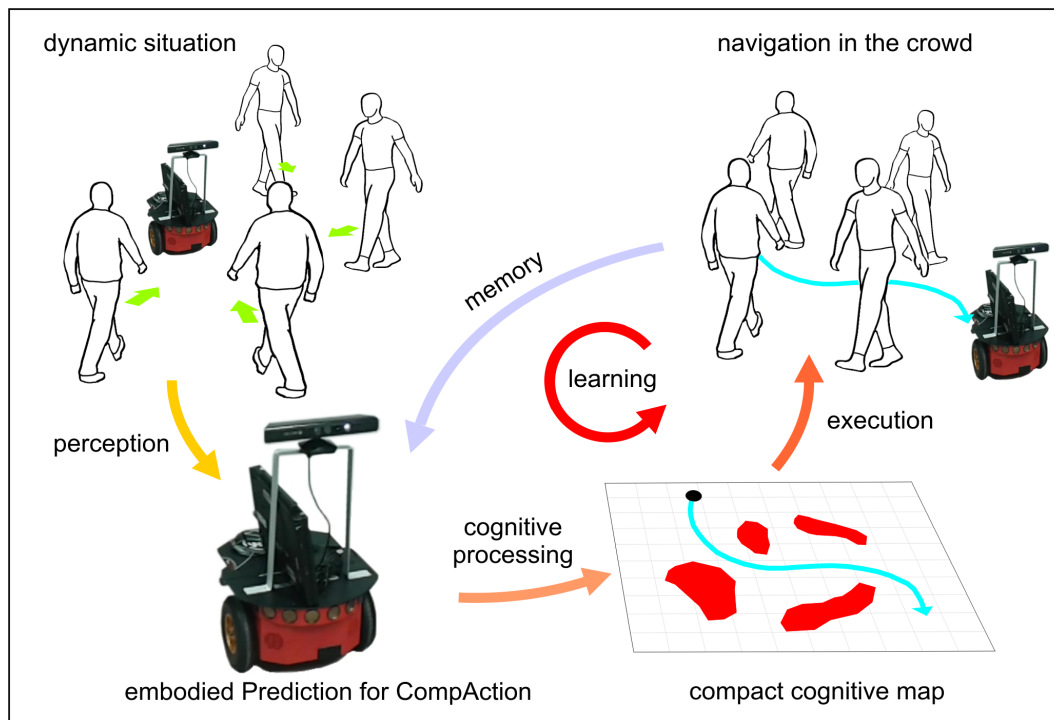 dynamic situation
navigation in the crowd
memory
learning
perception
execution
cognitive
processing
embodied Prediction for CompAction
compact cognitive map